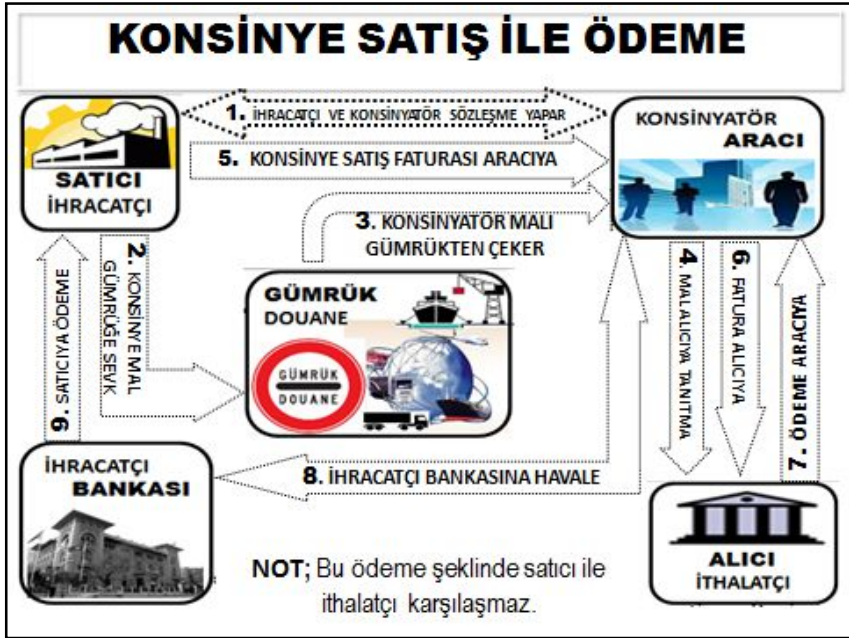 KONSİNYE SATIŞ İLE ÖDEME
1. İHRACATÇI VE KONSİNYATÖR SÖZLEŞME YAPAR
KONSİNYATÖR
ARACI
SATICI
İHRACATÇI
5. KONSİNYE SATIŞ FATURASI ARACIYA
3. KONSİNYATÖR MALI
GÜMRÜKTEN ÇEKER
2. KONSİNYE MAL
GÜMRÜĞE SEVK
GÜMRÜK
DOUANE
GÜMRÜK
DOUANE
4. MAL ALICIYA TANITMA
6. FATURA ALICIYA
7. ÖDEME ARACIYA
9. SATICIYA ÖDEME
İHRACATÇI
BANKASI
8. İHRACATÇI BANKASINA HAVALE
ALICI
İTHALATÇI
NOT; Bu ödeme şeklinde satıcı ile
ithalatçı karşılaşmaz.